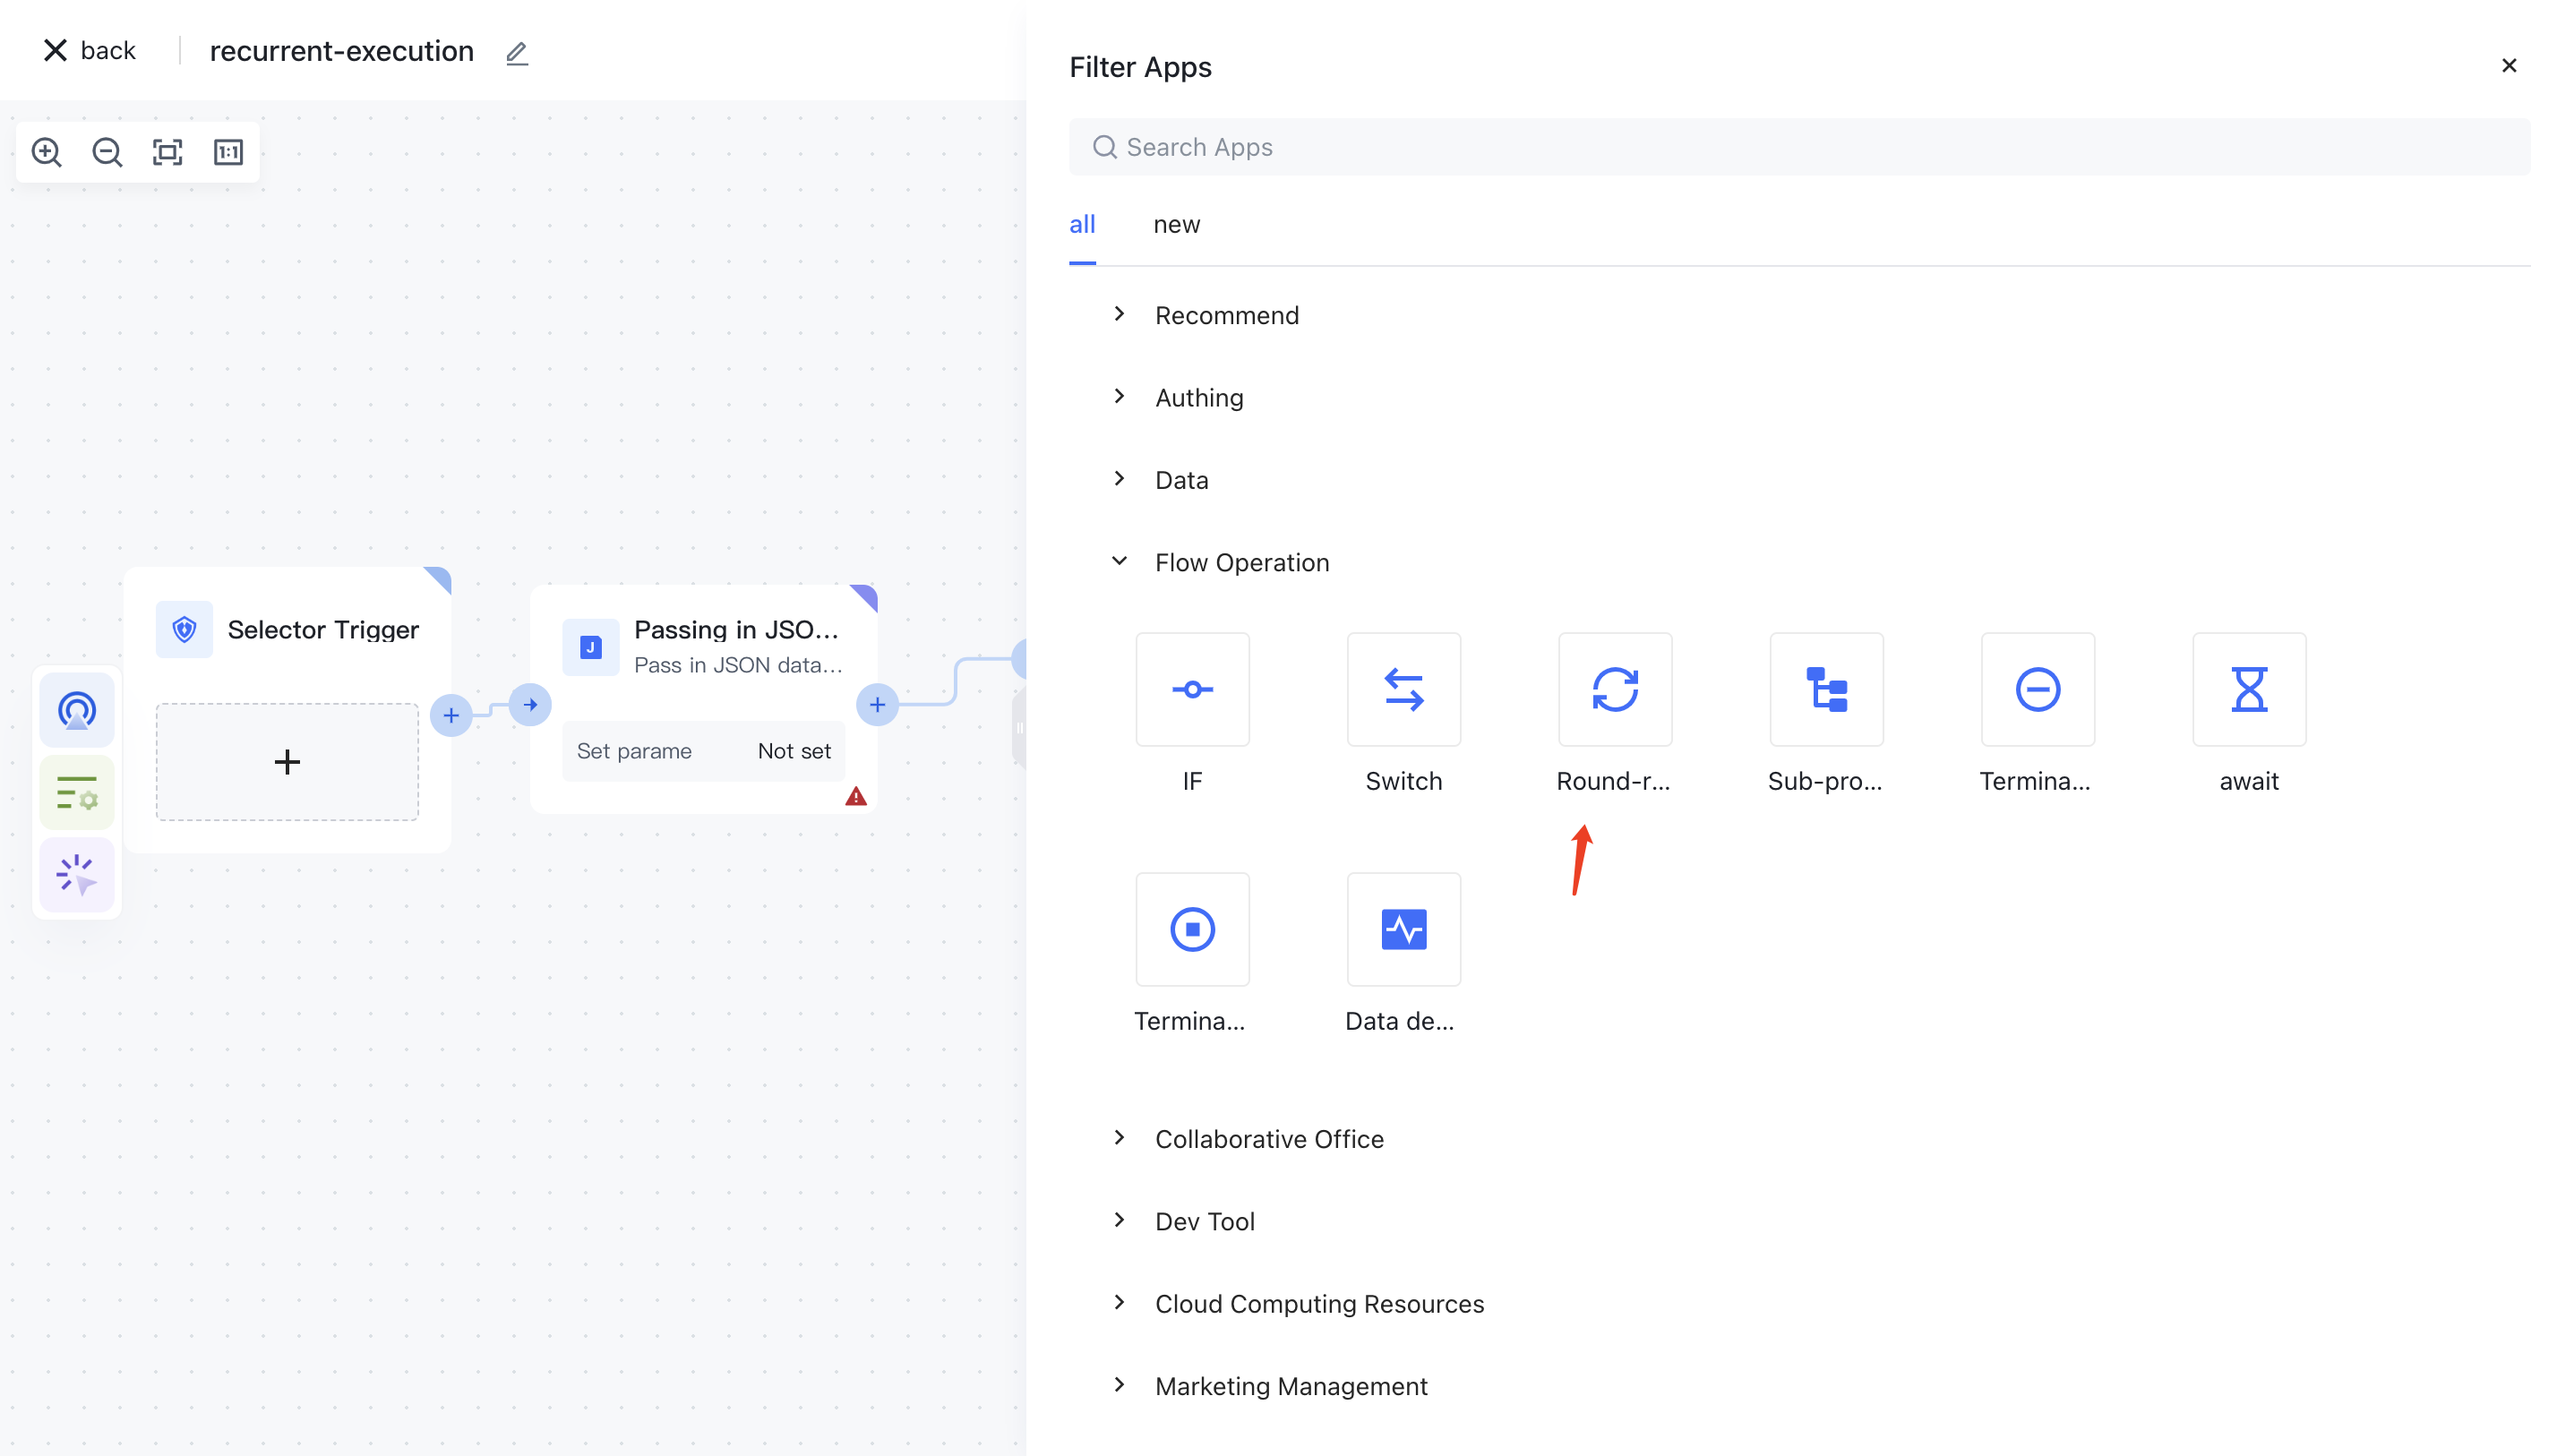 back
recurrent-execution
1:1
Selector Trigger
J
Passing in JSO...
Pass in JSON data...
Set parame
Not set
Filter Apps
Search Apps
all
new
Recommend
Authing
Data
Flow Operation
IF
Switch
Round-r...
Sub-pro...
Termina...
await
Termina...
Data de...
Collaborative Office
Dev Tool
Cloud Computing Resources
Marketing Management